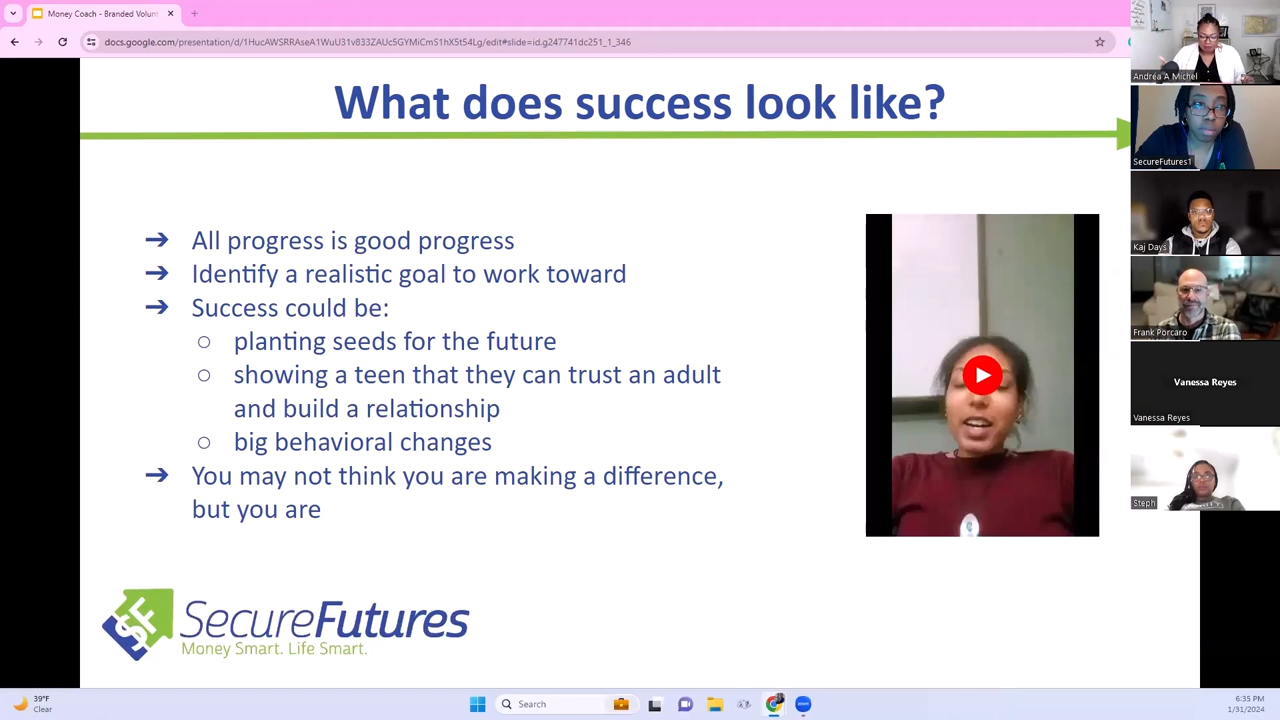 Money Coach - Branded Volun
docs.google.com/presentation/d/1HucAWSRRAseA1WuU31v833ZAUc5GYMiCmS1hX5t54Lg/edit#slide=id.g247741dc251_1_346
What does success look like?
➔ All progress is good progress
➔ Identify a realistic goal to work toward
➔ Success could be:
○ planting seeds for the future
○ showing a teen that they can trust an adult
and build a relationship
○ big behavioral changes
➔ You may not think you are making a difference,
but you are
SF
SecureFutures
Money Smart. Life Smart.
Andréa A Michel
SecureFutures1
Kaj Days
Frank Porcaro
Vanessa Reyes
Vanessa Reyes
Steph
39°F
Clear
Search
6:35 PM
1/31/2024